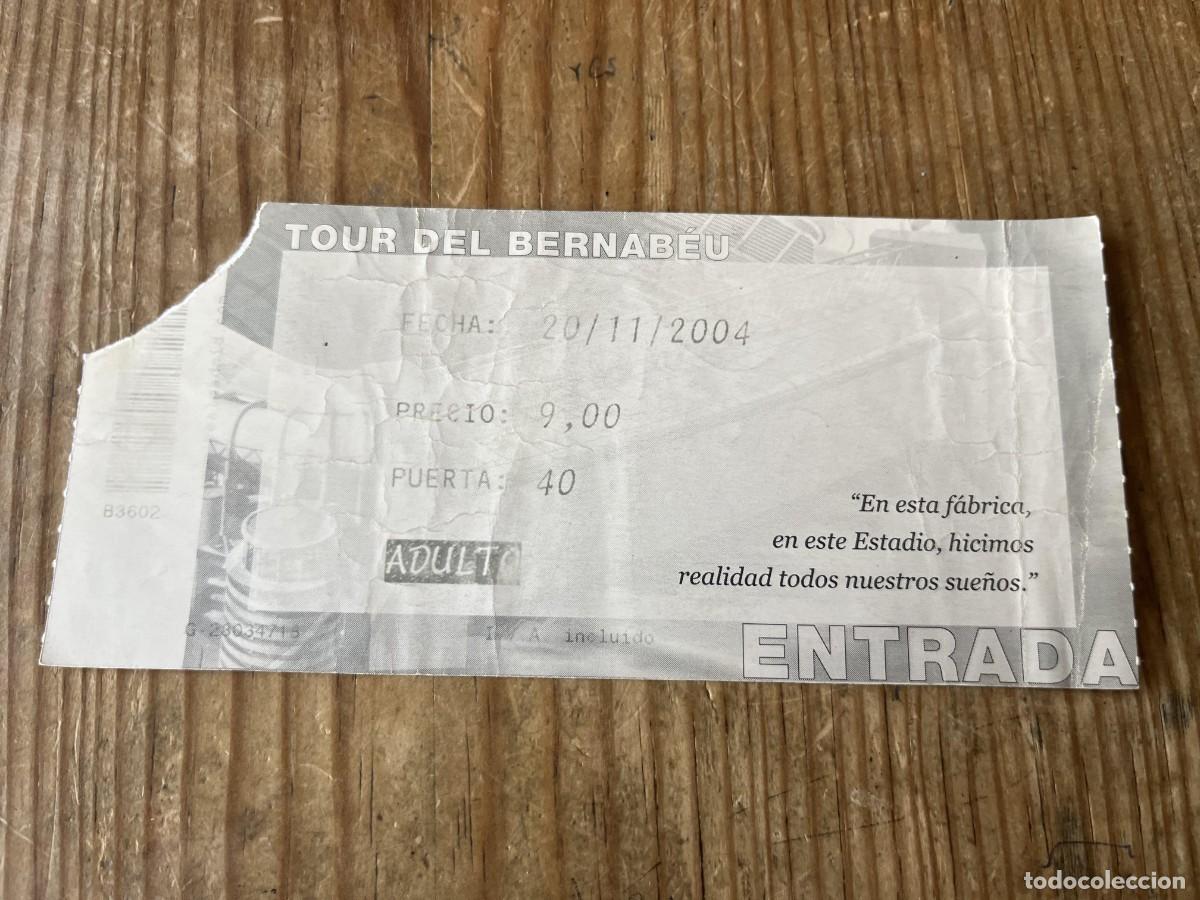 TOUR DEL BERNABÉU
FECHA: 20/11/2004
PRECIO: 9,00
PUERTA: 40
B3602
ADULTO
“En esta fábrica,
en este Estadio, hicimos
realidad todos nuestros sueños.”
incluido
ENTRADA
todocoleccion